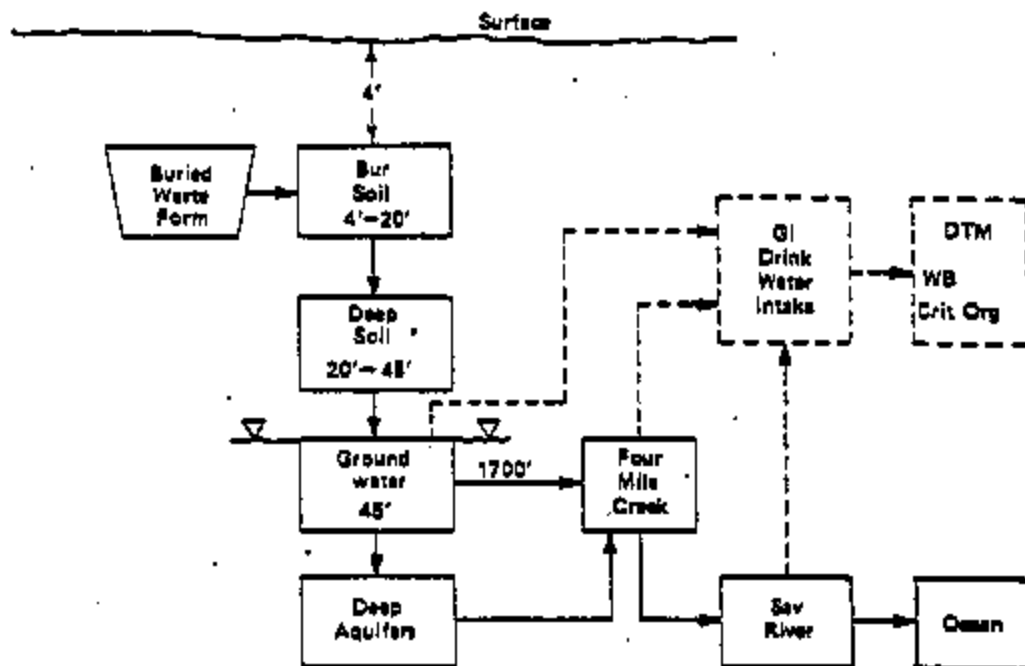 Surface
4'
Buried
Waste
Form
Bur
Soil
4'-20'
Deep
Soil
20'-45'
Ground
water
45'
1700'
Four
Mile
Creek
Deep
Aquifers
GI
Drink
Water
Intake
DTM
WB
Crit Org
Sav
River
Ocean